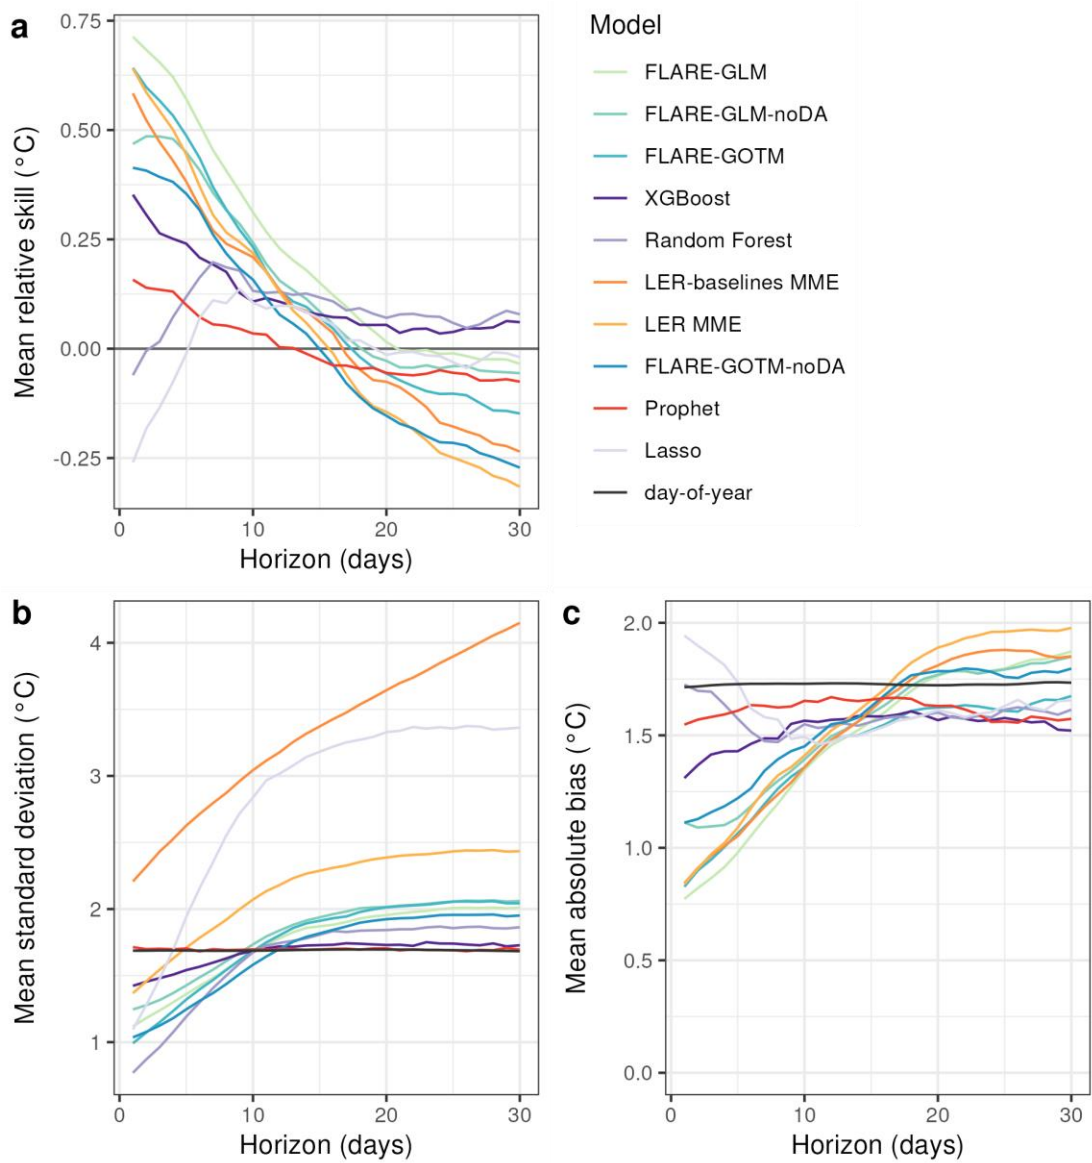 a
Mean relative skill (°C)
0.75
0.50
0.25
0.00
-0.25
0 10 20 30
Horizon (days)
Model
FLARE-GLM
FLARE-GLM-noDA
FLARE-GOTM
XGBoost
Random Forest
LER-baselines MME
LER MME
FLARE-GOTM-noDA
Prophet
Lasso
day-of-year
b
Mean standard deviation (°C)
4
3
2
1
0 10 20 30
Horizon (days)
c
Mean absolute bias (°C)
2.0
1.5
1.0
0.5
0.0
0 10 20 30
Horizon (days)